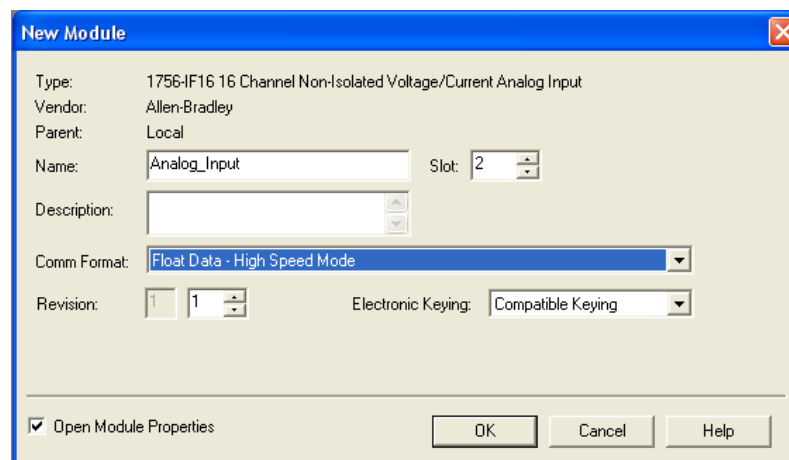 New Module
Type: 1756-IF16 16 Channel Non-Isolated Voltage/Current Analog Input
Vendor: Allen-Bradley
Parent: Local
Name: Analog_Input Slot: 2
Description:
Comm Format: Float Data - High Speed Mode
Revision: 1 1 Electronic Keying: Compatible Keying
Open Module Properties OK Cancel Help